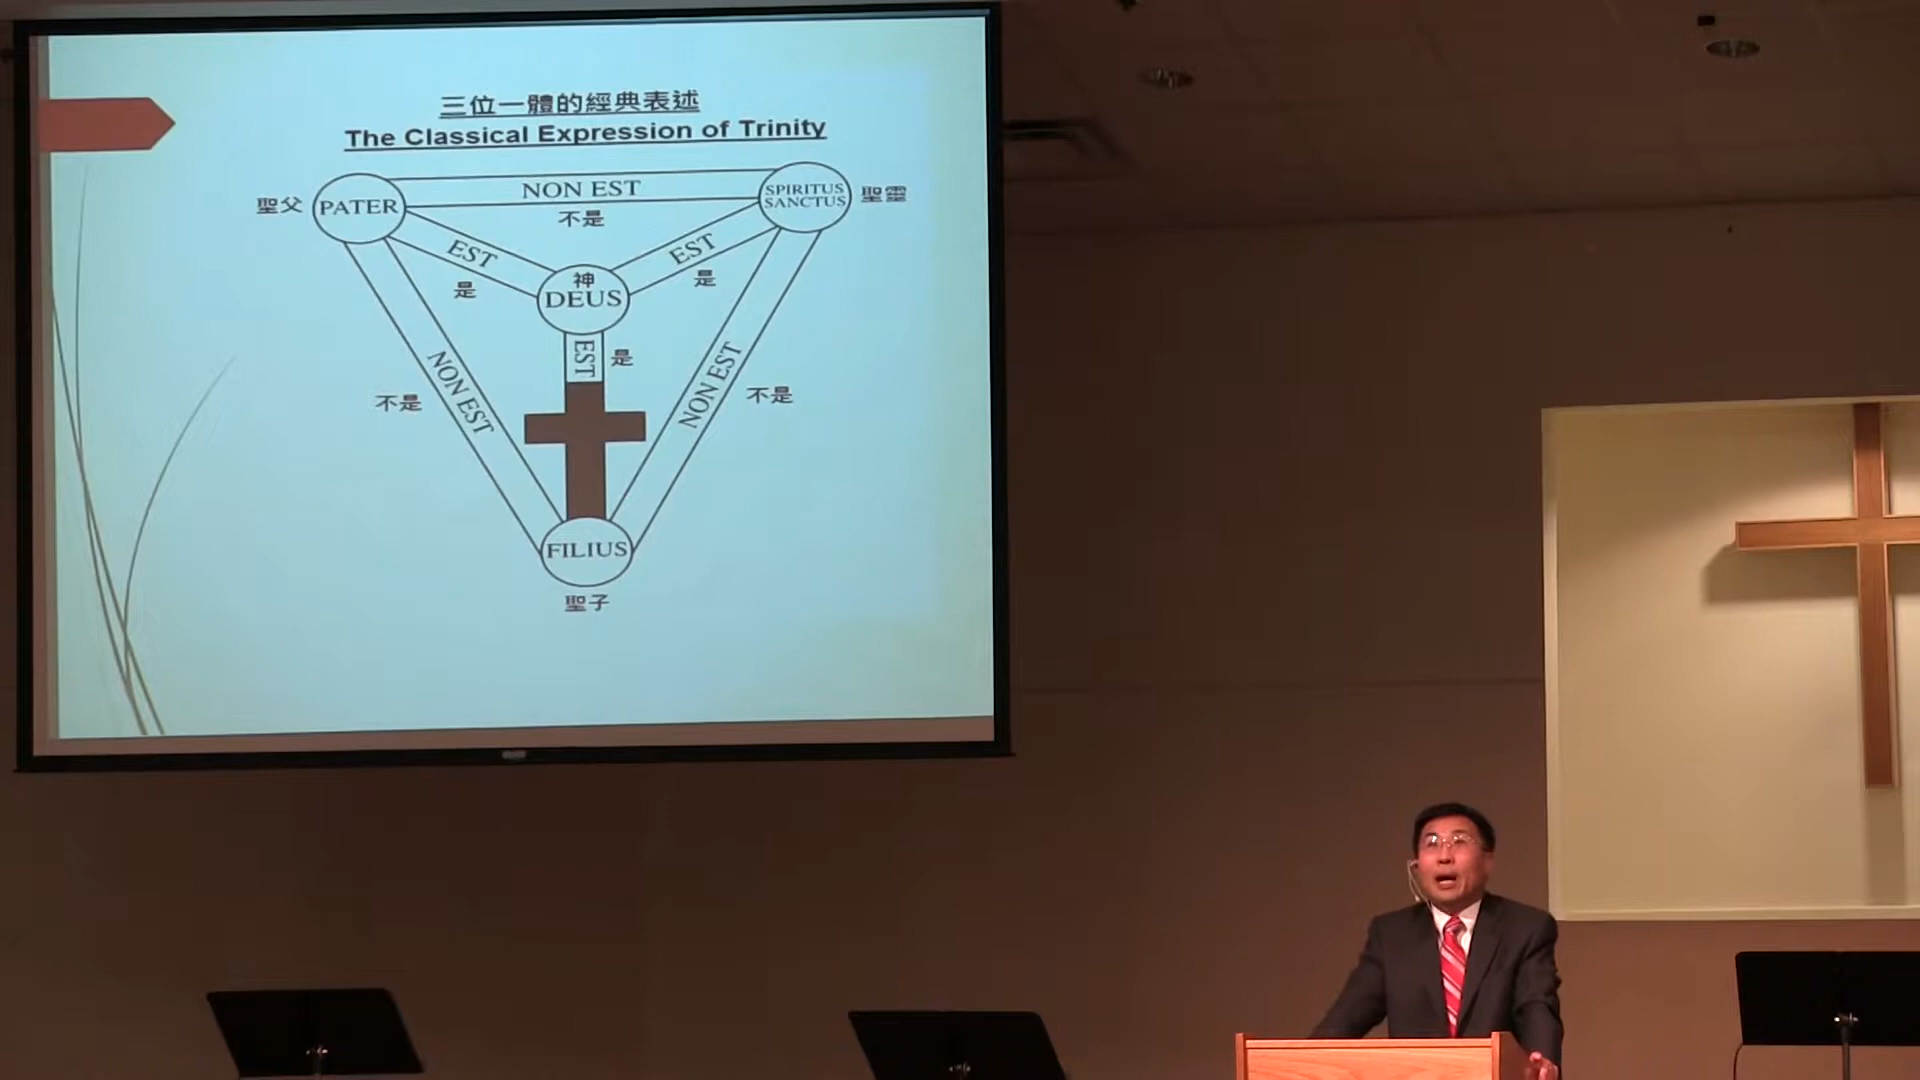 三位一體的經典表述
The Classical Expression of Trinity
聖父
PATER
NON EST
不是
SPIRITUS
SANCTUS
聖靈
EST
是
EST
是
神
DEUS
EST
是
NON EST
不是
NON EST
不是
FILIUS
聖子